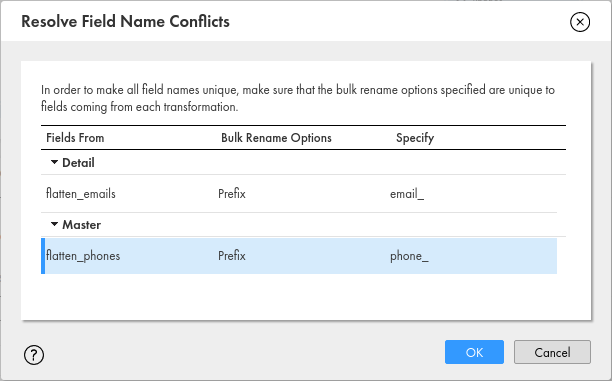 Resolve Field Name Conflicts
In order to make all field names unique, make sure that the bulk rename options specified are unique to
fields coming from each transformation.
Fields From Bulk Rename Options Specify
Detail
flatten_emails Prefix email_
Master
flatten_phones Prefix phone_
? OK Cancel